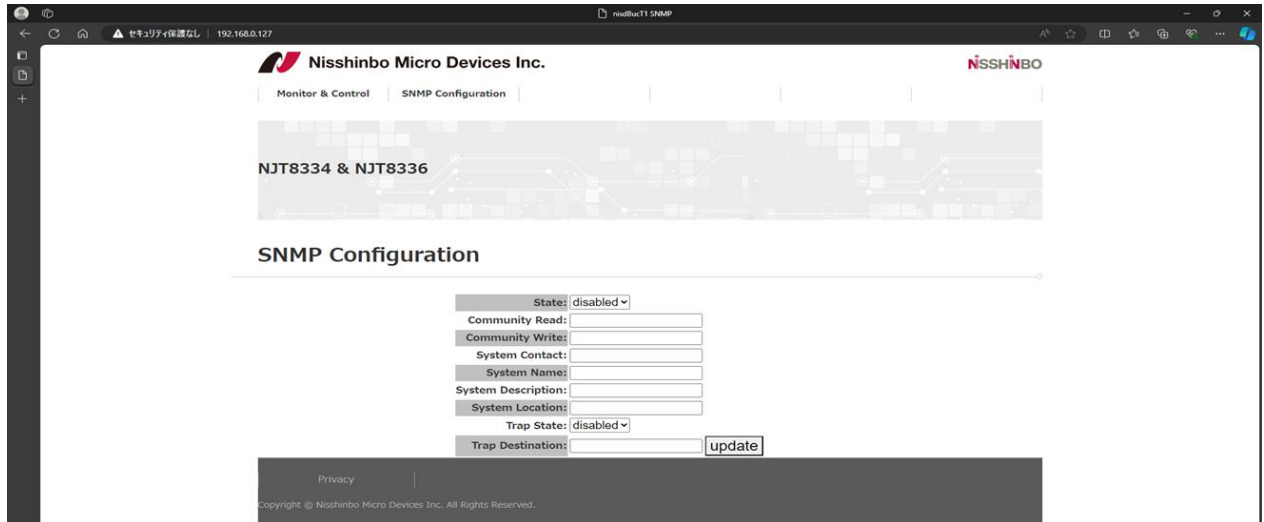 nisdBucT1 SNMP
セキュリティ保護なし | 192.168.0.127
Nisshinbo Micro Devices Inc.
NISSHINBO
Monitor & Control
SNMP Configuration
NJT8334 & NJT8336
SNMP Configuration
State: disabled
Community Read:
Community Write:
System Contact:
System Name:
System Description:
System Location:
Trap State: disabled
Trap Destination: update
Privacy
Copyright © Nisshinbo Micro Devices Inc. All Rights Reserved.